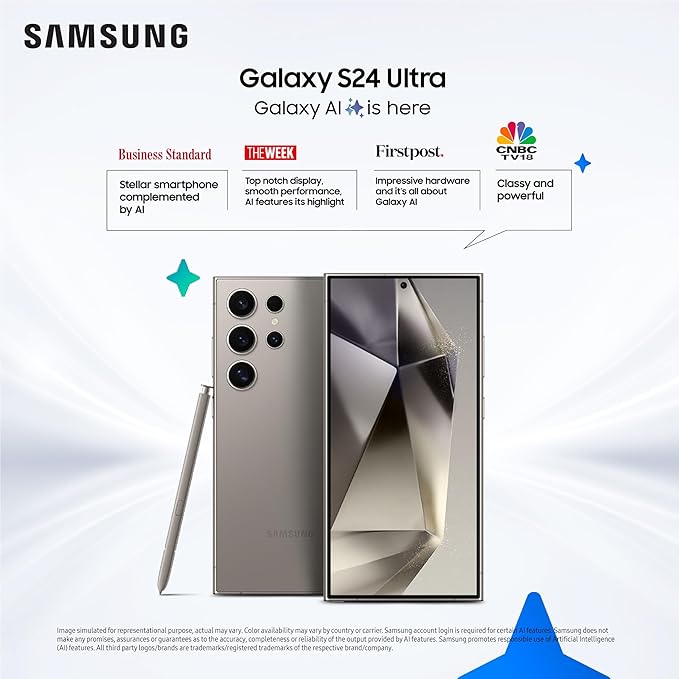 SAMSUNG
Galaxy S24 Ultra
Galaxy AI is here
Business Standard
Stellar smartphone
complemented
by AI
THE WEEK
Top notch display,
smooth performance,
AI features its highlight
Firstpost.
Impressive hardware
and it's all about
Galaxy AI
CNBC
TV18
Classy and
powerful
SAMSUNG
Image simulated for representational purpose, actual may vary. Color availability may vary by country or carrier. Samsung account login is required for certain AI features. Samsung does not
make any promises, assurances or guarantees as to the accuracy, completeness or reliability of the output provided by AI features. Samsung promotes responsible use of Artificial Intelligence
(AI) features. All third party logos/brands are trademarks/registered trademarks of the respective brand/company.